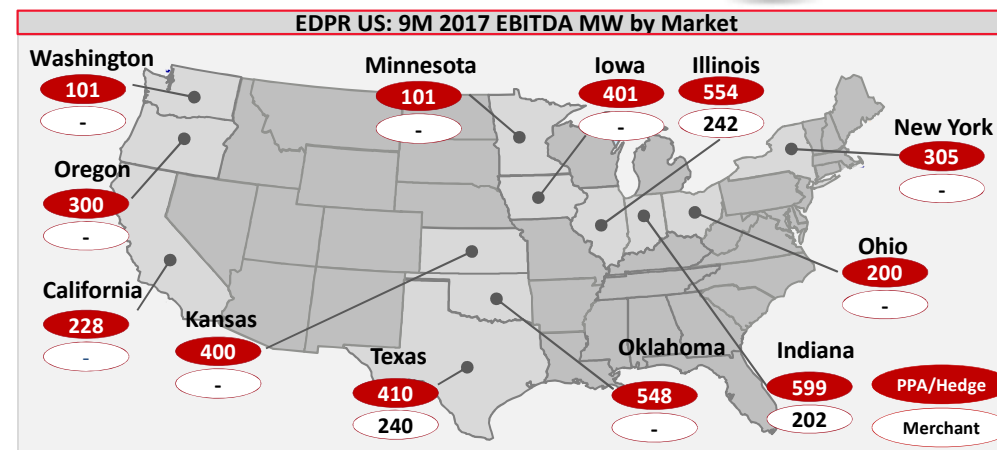 EDPR US: 9M 2017 EBITDA MW by Market
Washington
101
-
Oregon
300
-
California
228
-
Kansas
400
-
Minnesota
101
-
Texas
410
240
Iowa
401
-
Illinois
554
242
Oklahoma
548
-
New York
305
-
Ohio
200
-
Indiana
599
202
PPA/Hedge
Merchant